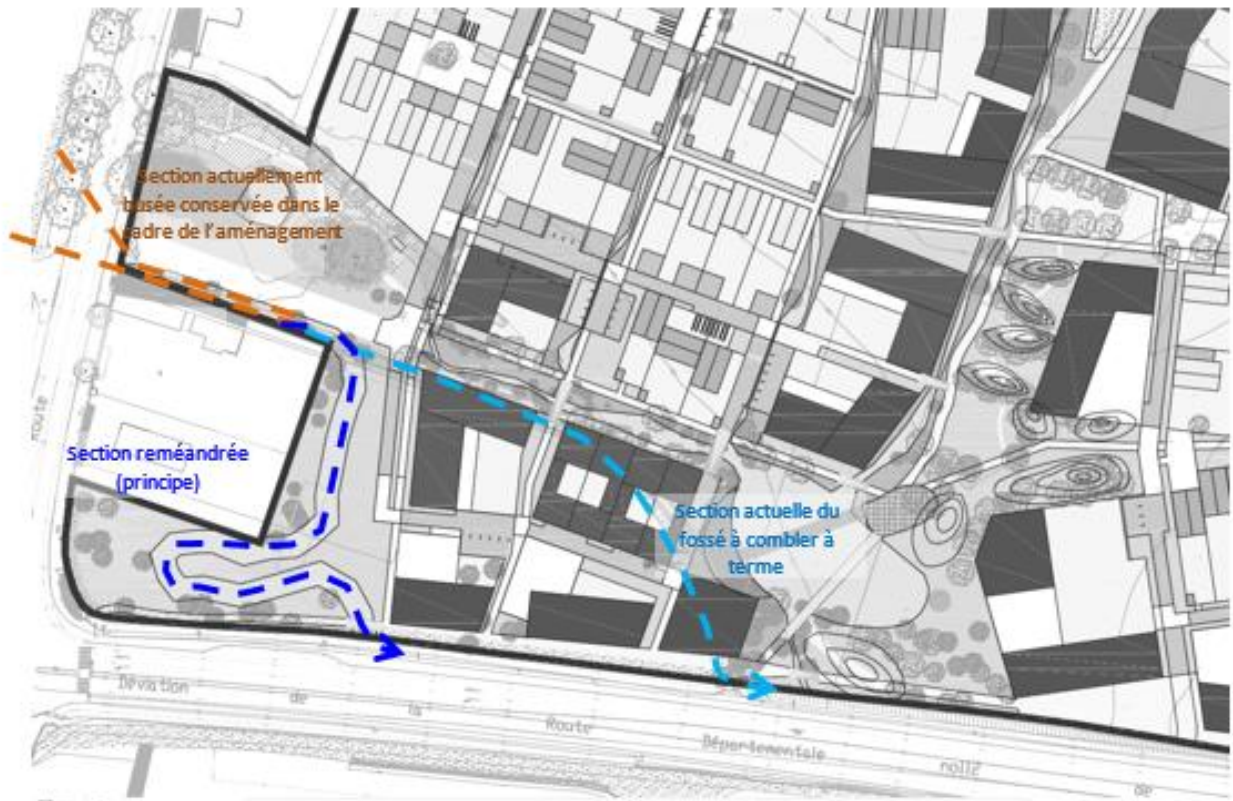 Section actuellement
busée conservée dans le
cadre de l'aménagement
Route
Section reméandrée
(principe)
Section actuelle du
fossé à combler à
terme
Déviation de la Route Départementale de